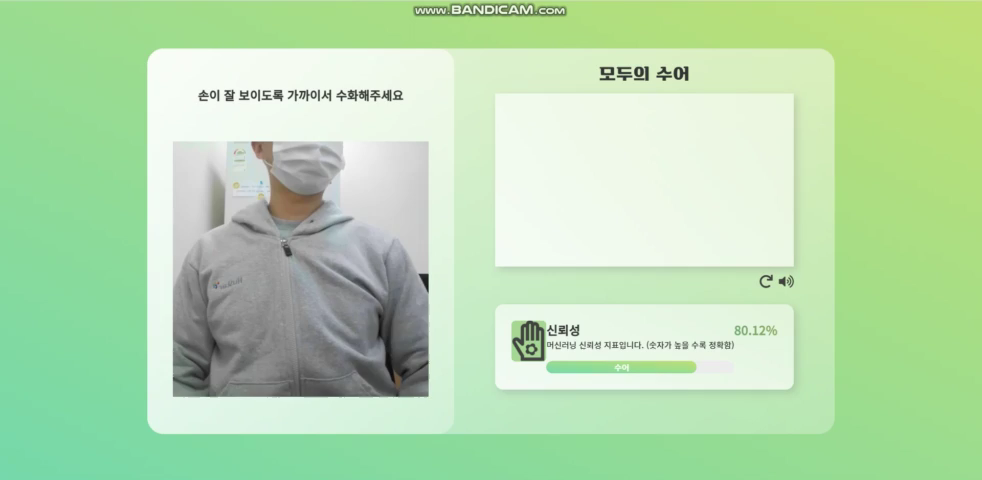 www.BANDICAM.com
손이 잘 보이도록 가까이서 수화해주세요
모두의 수어
신뢰성
80.12%
머신러닝 신뢰성 지표입니다. (숫자가 높을 수록 정확함)
수어